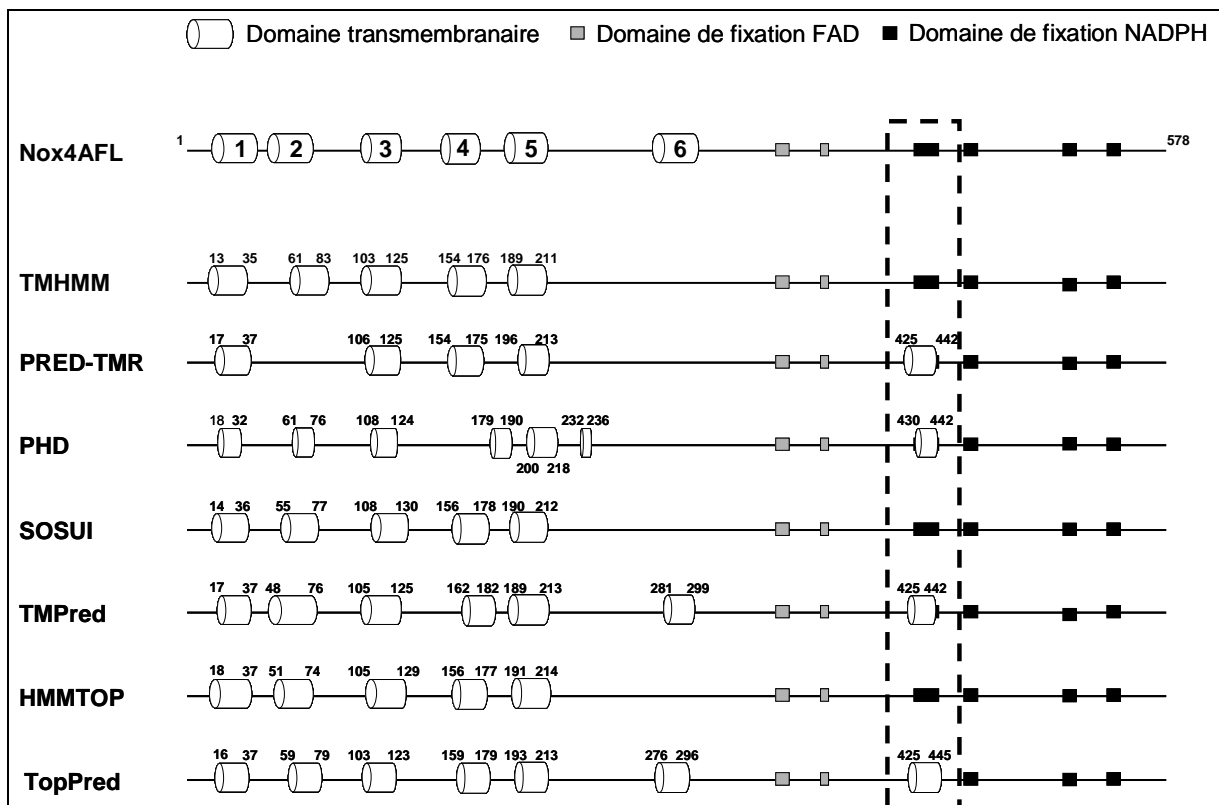 Domaine transmembranaire Domaine de fixation FAD Domaine de fixation NADPH
Nox4AFL 1 1 2 3 4 5 6 578
13 35 61 83 103 125 154 176 189 211
TMHMM
17 37 106 125 154 175 196 213 425 442
PRED-TMR
18 32 61 76 108 124 179 190 232 236 430 442
PHD
200 218
14 36 55 77 108 130 156 178 190 212
SOSUI
17 37 48 76 105 125 162 182 189 213 281 299 425 442
TMPred
18 37 51 74 105 129 156 177 191 214
HMMTOP
16 37 59 79 103 123 159 179 193 213 276 296 425 445
TopPred